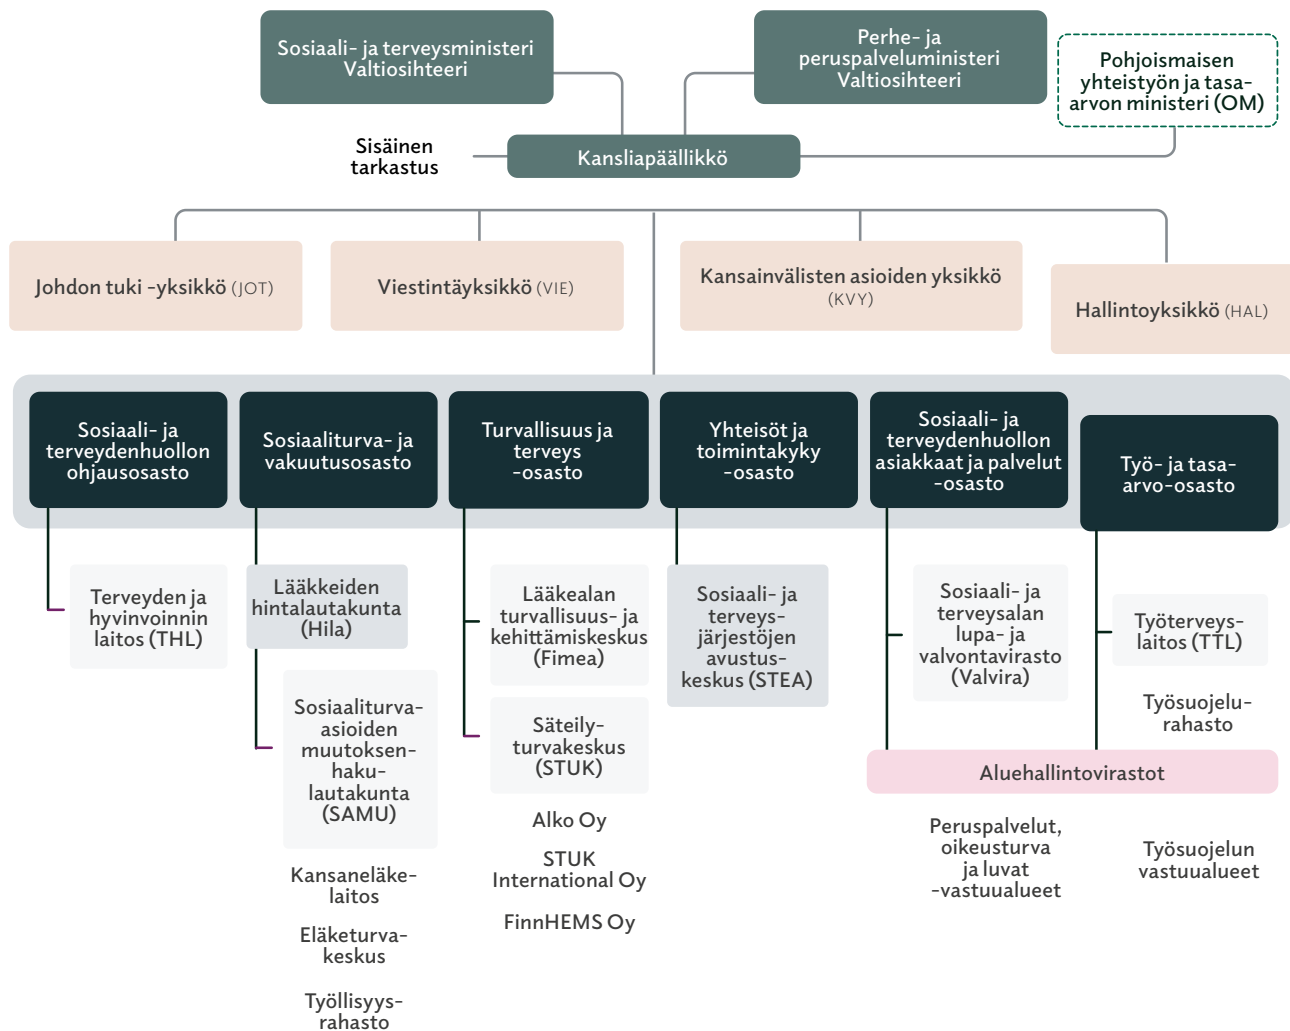 Sosiaali- ja terveysministeri
Valtiosihteeri
Perhe- ja
peruspalveluministeri
Valtiosihteeri
Pohjoismaisen
yhteistyön ja tasa-
arvon ministeri (OM)
Sisäinen
tarkastus
Kansliapäällikkö
Johdon tuki -yksikkö (JOT)
Viestintäyksikkö (VIE)
Kansainvälisten asioiden yksikkö
(KVY)
Hallintoyksikkö (HAL)
Sosiaali- ja
terveydenhuollon
ohjausosasto
Sosiaaliturva- ja
vakuutusosasto
Turvallisuus ja
terveys
-osasto
Yhteisöt ja
toimintakyky
-osasto
Sosiaali- ja
terveydenhuollon
asiakkaat ja palvelut
-osasto
Työ- ja tasa-
arvo-osasto
Terveyden ja
hyvinvoinnin
laitos (THL)
Lääkkeiden
hintalautakunta
(Hila)
Sosiaaliturva-
asioiden
muutoksen-
haku-
lautakunta
(SAMU)
Kansaneläke-
laitos
Eläketurva-
keskus
Työllisyys-
rahasto
Lääkealan
turvallisuus- ja
kehittämiskeskus
(Fimea)
Säteily-
turvakeskus
(STUK)
Alko Oy
STUK
International Oy
FinnHEMS Oy
Sosiaali- ja
terveys-
järjestöjen
avustus-
keskus (STEA)
Sosiaali- ja
terveysalan
lupa- ja
valvontavirasto
(Valvira)
Työterveys-
laitos (TTL)
Työsuojelu-
rahasto
Aluehallintovirastot
Peruspalvelut,
oikeusturva
ja luvat
-vastuualueet
Työsuojelun
vastuualueet